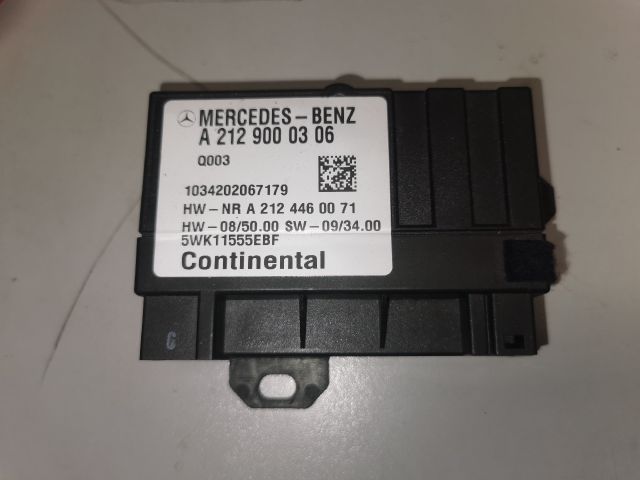 MERCEDES-BENZ
A 212 900 03 06
Q003
1034202067179
HW-NR A 212 446 00 71
HW-08/50.00 SW-09/34.00
5WK11555EBF
Continental
C